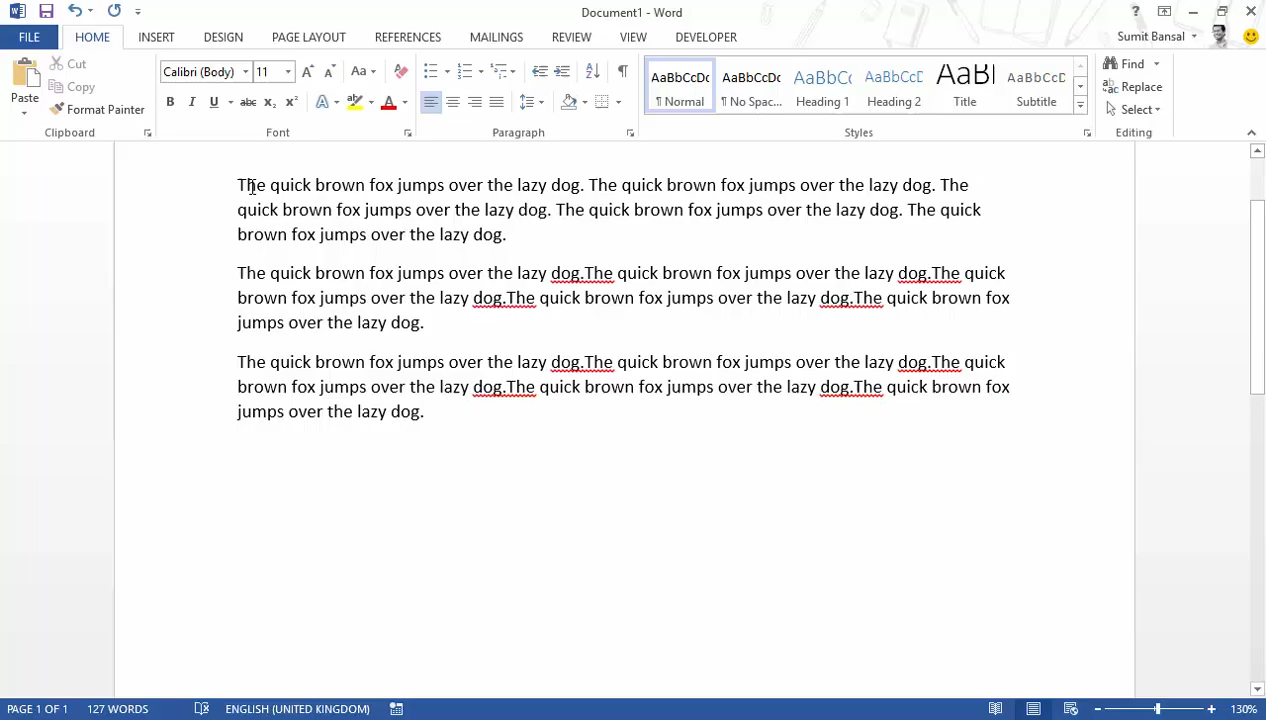 Document1 - Word
FILE HOME INSERT DESIGN PAGE LAYOUT REFERENCES MAILINGS REVIEW VIEW DEVELOPER Sumit Bansal
Paste
Cut
Copy
Format Painter
Clipboard
Calibri (Body) 11
Font
Paragraph
AaBbCcDc AaBbCcDc AaBbC AaBbCcD AaB AaBbCcD
¶ Normal ¶ No Spac... Heading 1 Heading 2 Title Subtitle
Styles
Find
Replace
Select
Editing
The quick brown fox jumps over the lazy dog. The quick brown fox jumps over the lazy dog. The
quick brown fox jumps over the lazy dog. The quick brown fox jumps over the lazy dog. The quick
brown fox jumps over the lazy dog.
The quick brown fox jumps over the lazy dog.The quick brown fox jumps over the lazy dog.The quick
brown fox jumps over the lazy dog.The quick brown fox jumps over the lazy dog.The quick brown fox
jumps over the lazy dog.
The quick brown fox jumps over the lazy dog.The quick brown fox jumps over the lazy dog.The quick
brown fox jumps over the lazy dog.The quick brown fox jumps over the lazy dog.The quick brown fox
jumps over the lazy dog.
PAGE 1 OF 1 127 WORDS ENGLISH (UNITED KINGDOM) 130%